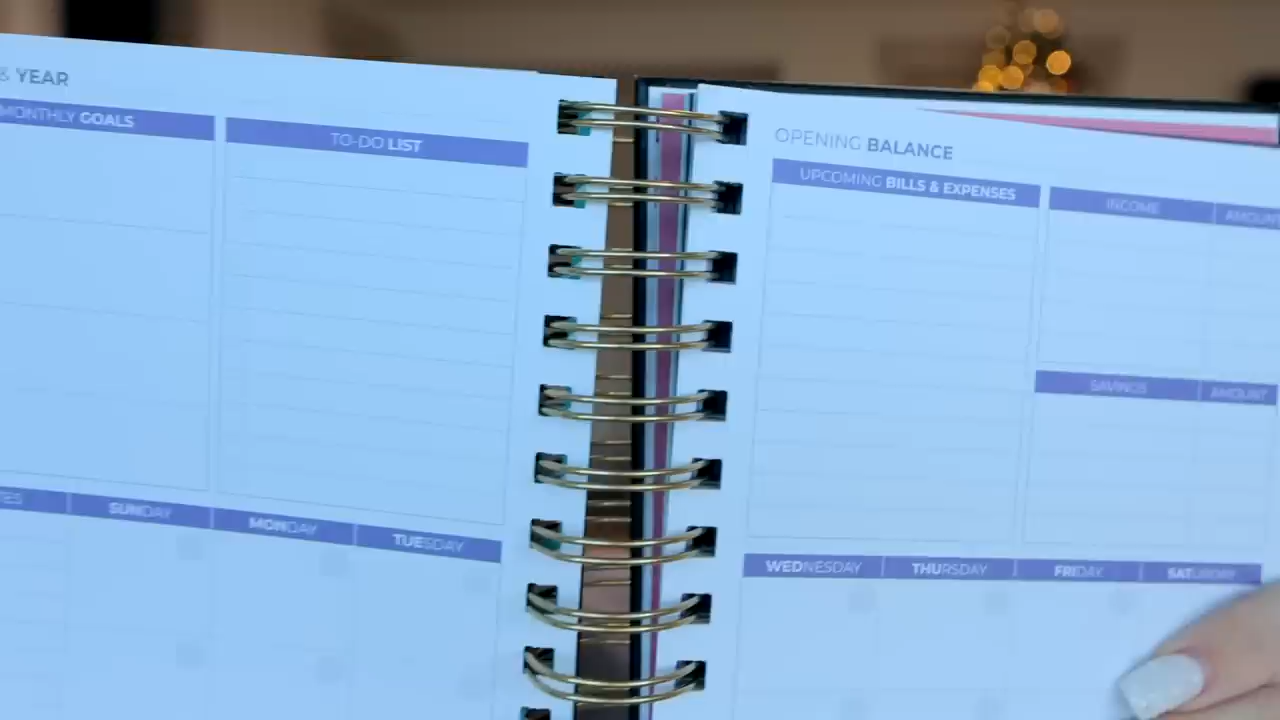 & YEAR
MONTHLY GOALS
TO-DO LIST
SUNDAY
MONDAY
TUESDAY
OPENING BALANCE
UPCOMING BILLS & EXPENSES
INCOME
SAVINGS
AMOUNT
WEDNESDAY
THURSDAY
FRIDAY
SATURDAY